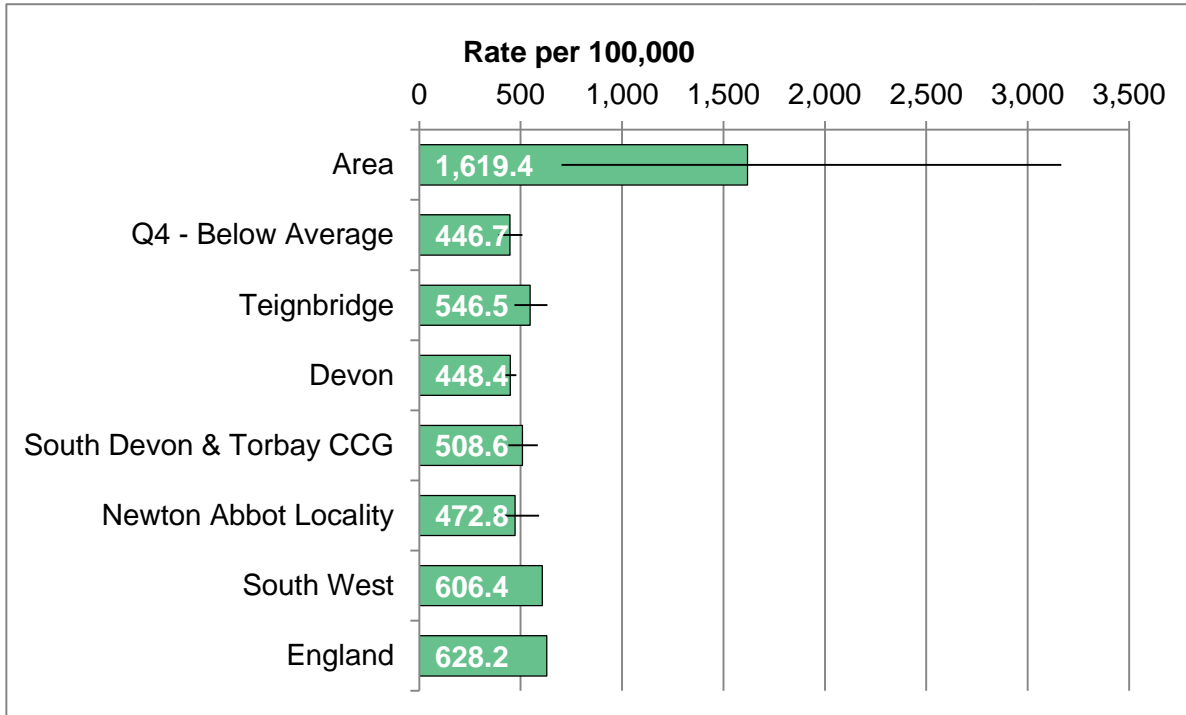 Rate per 100,000
0 500 1,000 1,500 2,000 2,500 3,000 3,500
Area 1,619.4
Q4 - Below Average 446.7
Teignbridge 546.5
Devon 448.4
South Devon & Torbay CCG 508.6
Newton Abbot Locality 472.8
South West 606.4
England 628.2